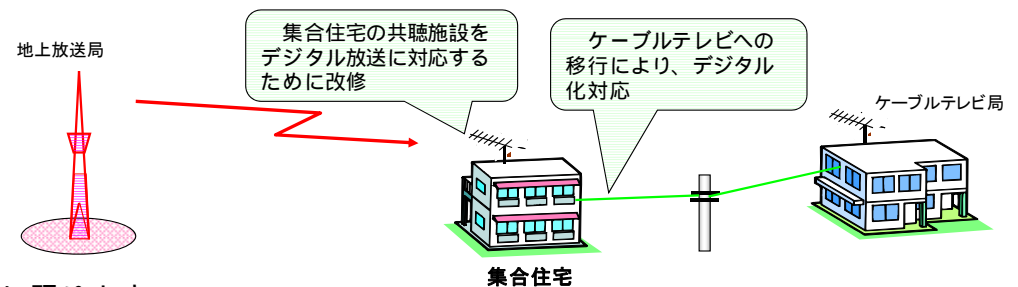 地上放送局
集合住宅の共聴施設を
デジタル放送に対応する
ために改修
ケーブルテレビへの
移行により、デジタル
化対応
ケーブルテレビ局
集合住宅